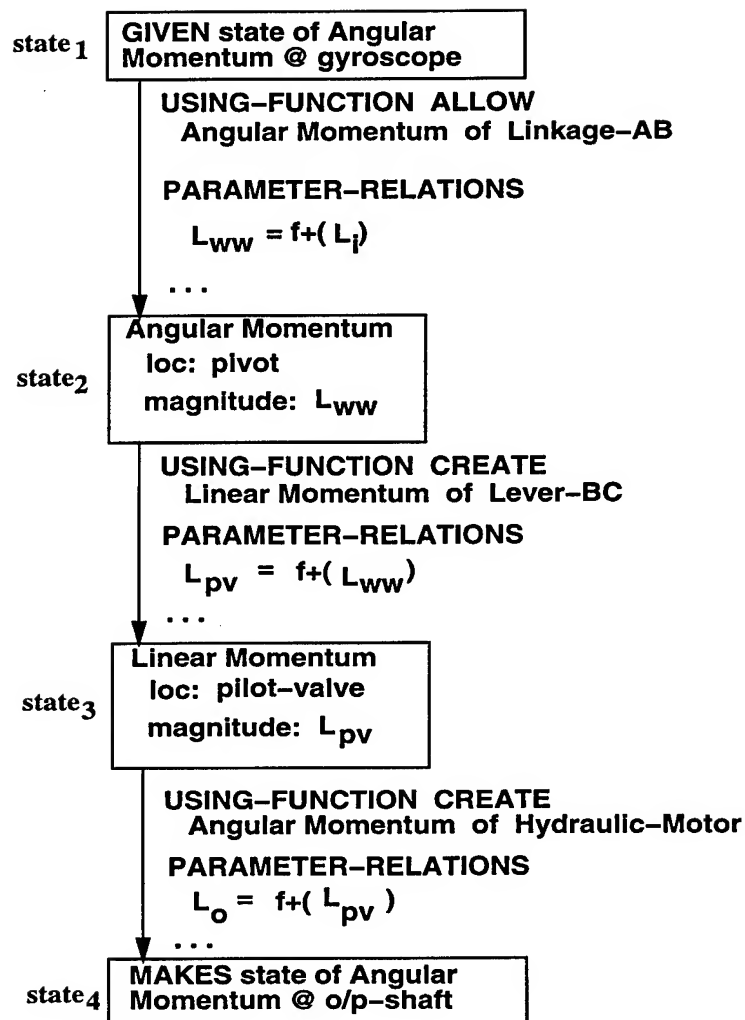 state1
GIVEN state of Angular
Momentum @ gyroscope
USING–FUNCTION ALLOW
Angular Momentum of Linkage–AB
PARAMETER–RELATIONS
Lww = f+( Li)
. . .
state2
Angular Momentum
loc: pivot
magnitude: Lww
USING–FUNCTION CREATE
Linear Momentum of Lever–BC
PARAMETER–RELATIONS
Lpv = f+( Lww)
. . .
state3
Linear Momentum
loc: pilot–valve
magnitude: Lpv
USING–FUNCTION CREATE
Angular Momentum of Hydraulic–Motor
PARAMETER–RELATIONS
Lo = f+( Lpv )
. . .
state4
MAKES state of Angular
Momentum @ o/p–shaft